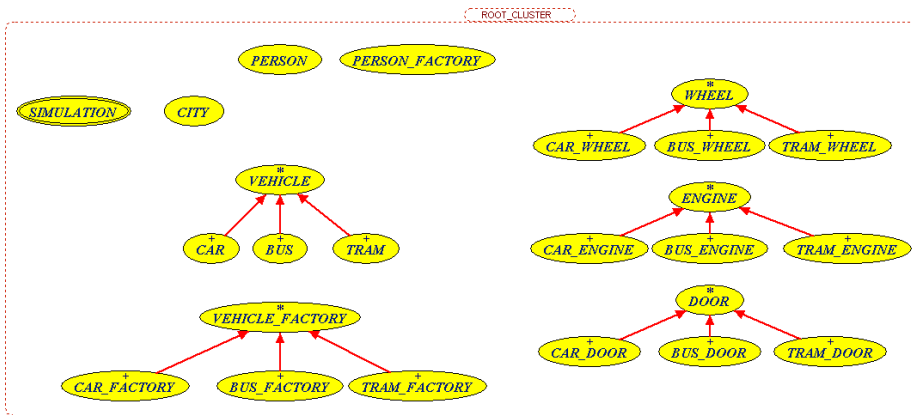 ROOT_CLUSTER
PERSON
PERSON_FACTORY
SIMULATION
CITY
*
WHEEL
+
CAR_WHEEL
+
BUS_WHEEL
+
TRAM_WHEEL
*
VEHICLE
+
CAR
+
BUS
+
TRAM
*
ENGINE
+
CAR_ENGINE
+
BUS_ENGINE
+
TRAM_ENGINE
*
VEHICLE_FACTORY
+
CAR_FACTORY
+
BUS_FACTORY
+
TRAM_FACTORY
*
DOOR
+
CAR_DOOR
+
BUS_DOOR
+
TRAM_DOOR